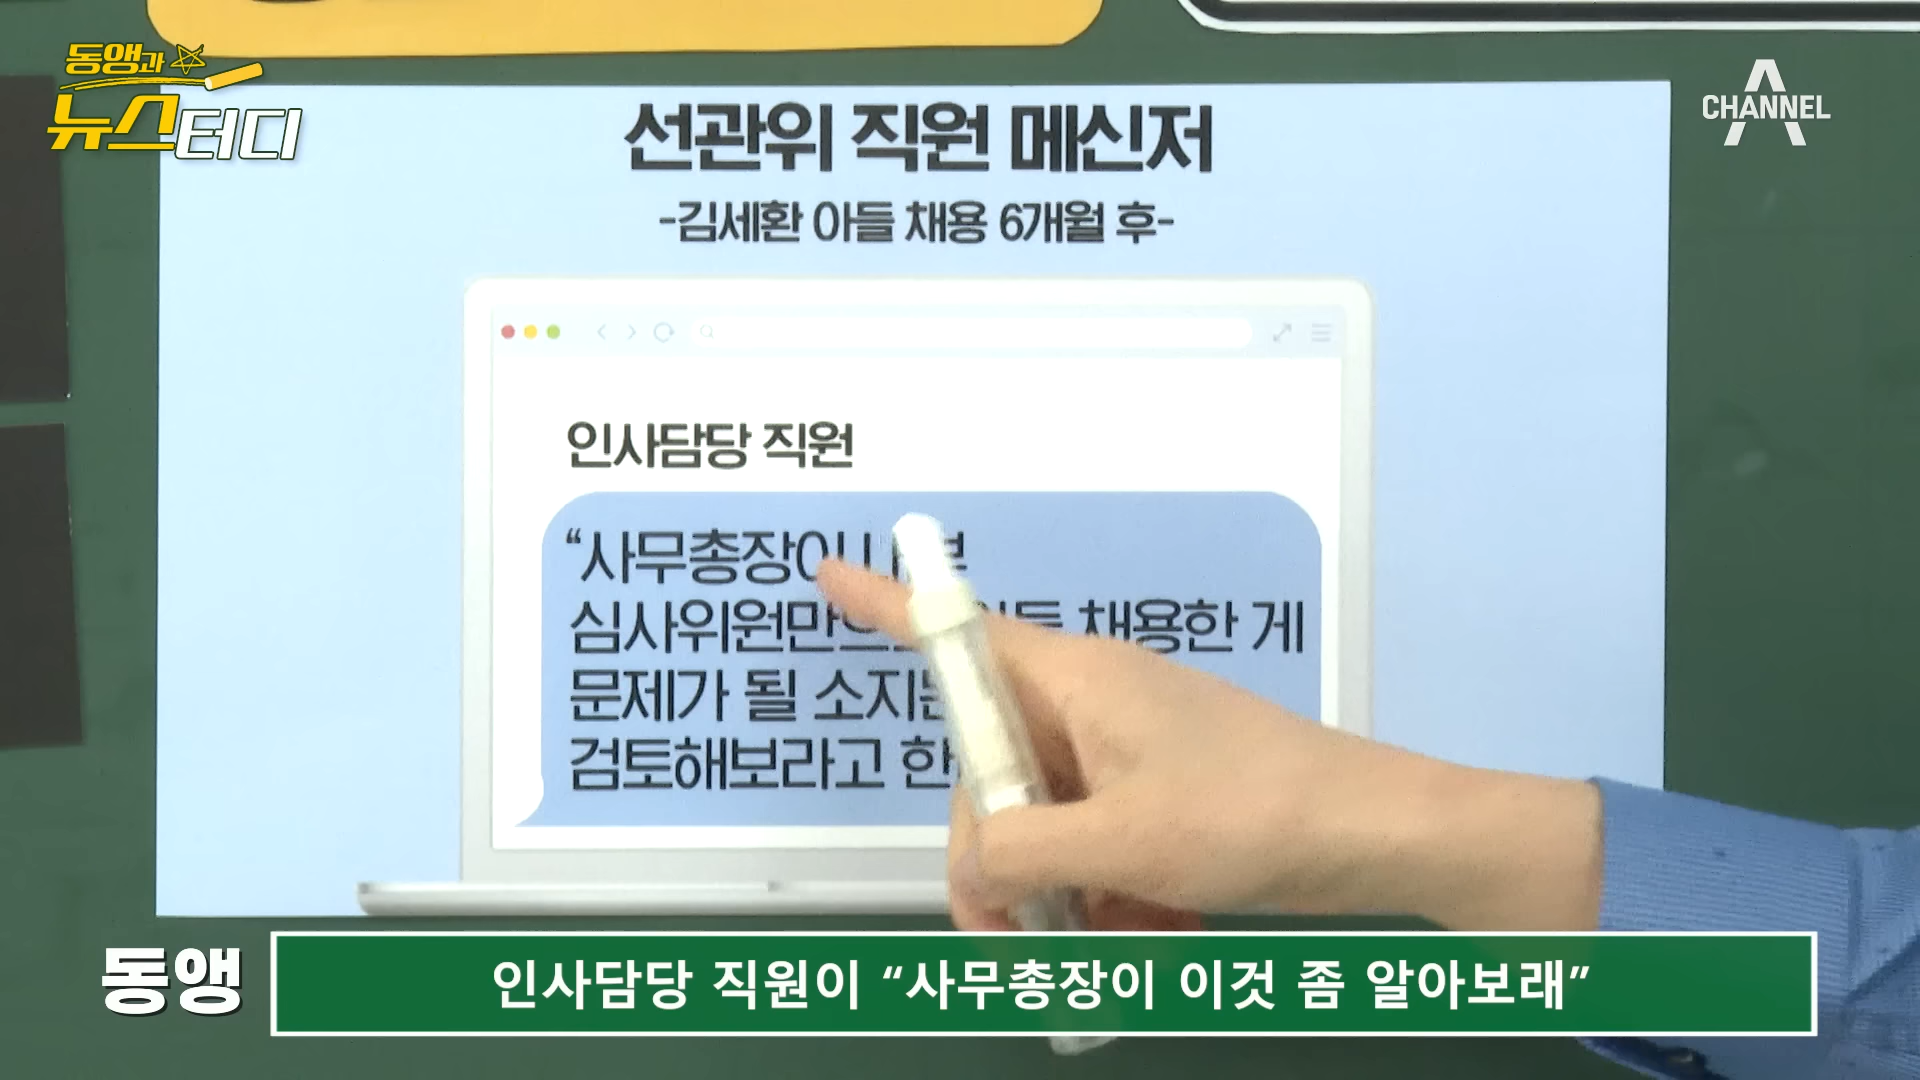 동앵과
뉴스터디
CHANNEL A
선관위 직원 메신저
-김세환 아들 채용 6개월 후-
인사담당 직원
“사무총장이
심사위원만으로 채용한 게
문제가 될 소지
검토해보라고
동앵
인사담당 직원이 “사무총장이 이것 좀 알아보래”